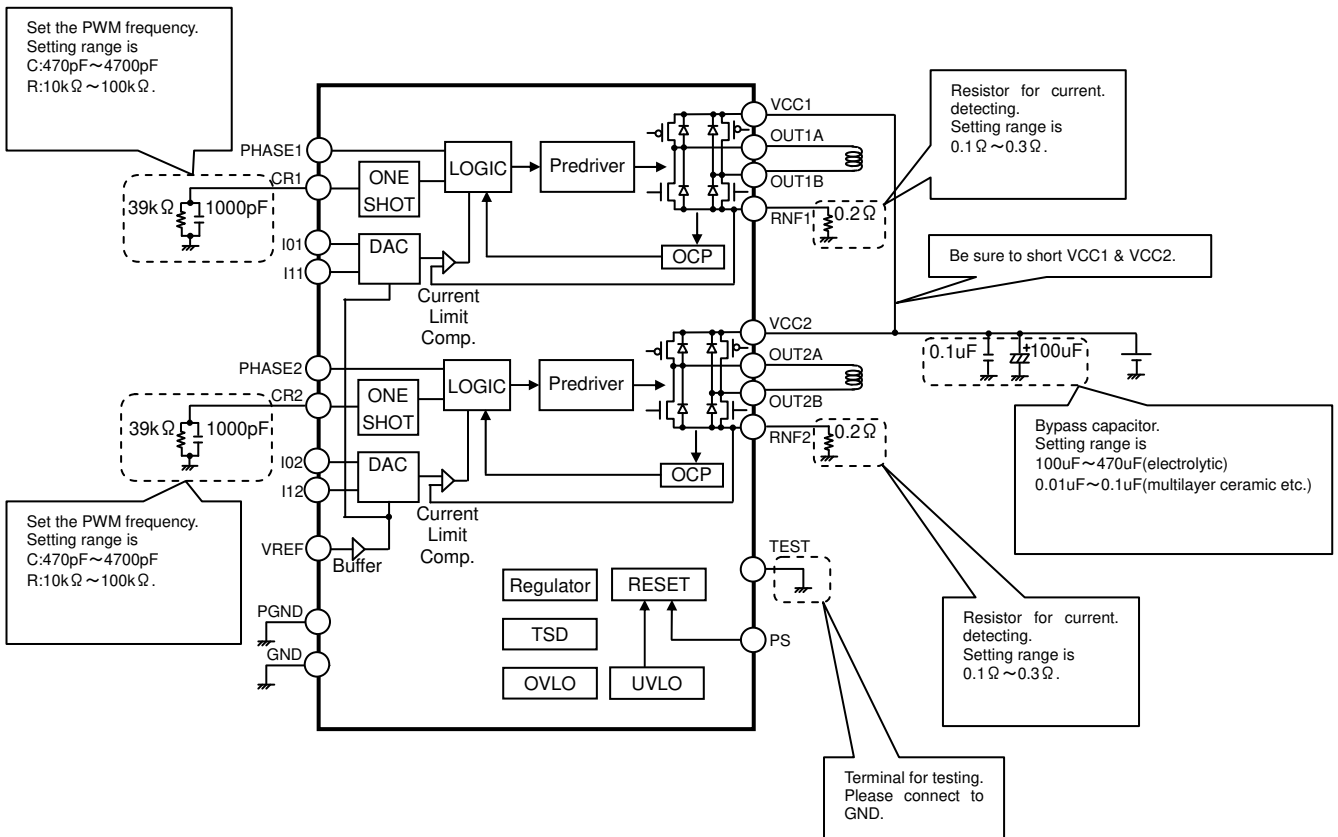 Set the PWM frequency.
Setting range is
C:470pF～4700pF
R:10kΩ～100kΩ.
Resistor for current.
detecting.
Setting range is
0.1Ω～0.3Ω.
VCC1
OUT1A
OUT1B
RNF1
0.2Ω
PHASE1
CR1
39kΩ
1000pF
I01
I11
ONE
SHOT
LOGIC
Predriver
DAC
OCP
Current
Limit
Comp.
Be sure to short VCC1 & VCC2.
VCC2
OUT2A
OUT2B
RNF2
0.2Ω
0.1uF
+
100uF
PHASE2
CR2
39kΩ
1000pF
I02
I12
ONE
SHOT
LOGIC
Predriver
DAC
OCP
Current
Limit
Comp.
VREF
Buffer
Bypass capacitor.
Setting range is
100uF～470uF(electrolytic)
0.01uF～0.1uF(multilayer ceramic etc.)
Set the PWM frequency.
Setting range is
C:470pF～4700pF
R:10kΩ～100kΩ.
PGND
GND
Regulator
RESET
TSD
OVLO
UVLO
TEST
PS
Resistor for current.
detecting.
Setting range is
0.1Ω～0.3Ω.
Terminal for testing.
Please connect to
GND.